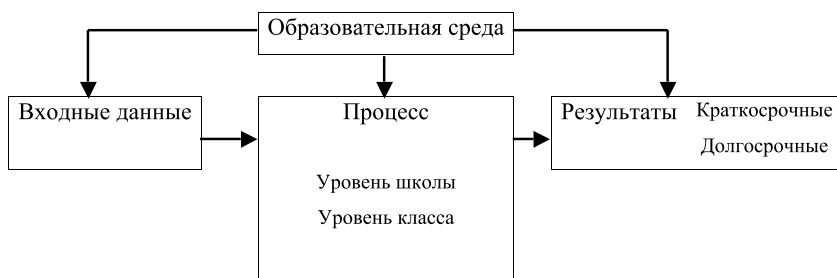 Образовательная среда
Входные данные
Процесс
Уровень школы
Уровень класса
Результаты Краткосрочные
Долгосрочные